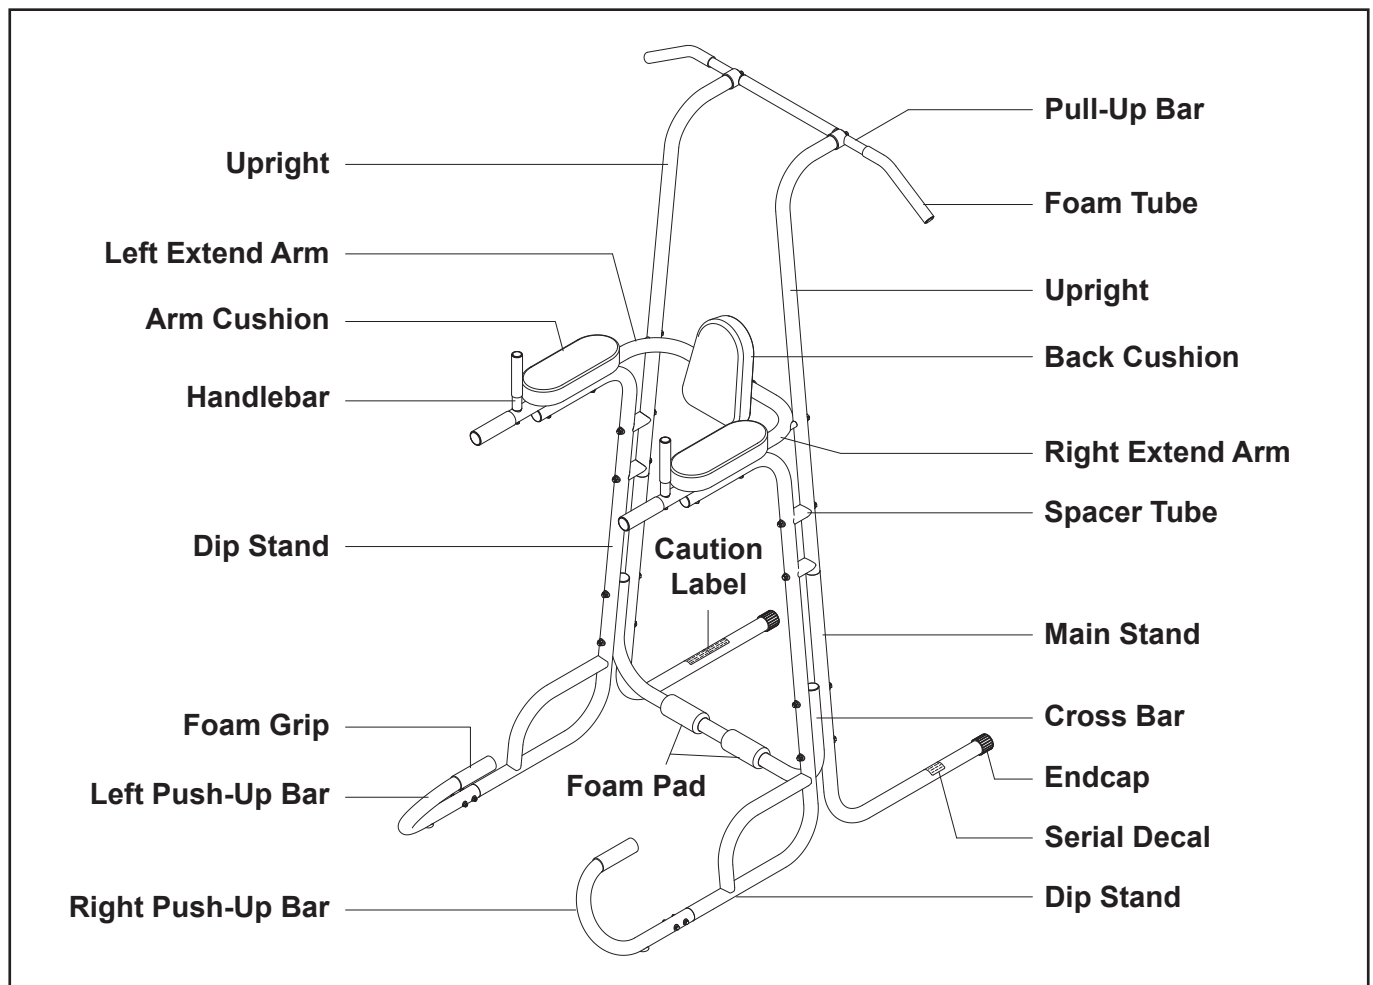 Upright
Left Extend Arm
Arm Cushion
Handlebar
Dip Stand
Foam Grip
Left Push-Up Bar
Right Push-Up Bar
Caution
Label
Foam Pad
Pull-Up Bar
Foam Tube
Upright
Back Cushion
Right Extend Arm
Spacer Tube
Main Stand
Cross Bar
Endcap
Serial Decal
Dip Stand